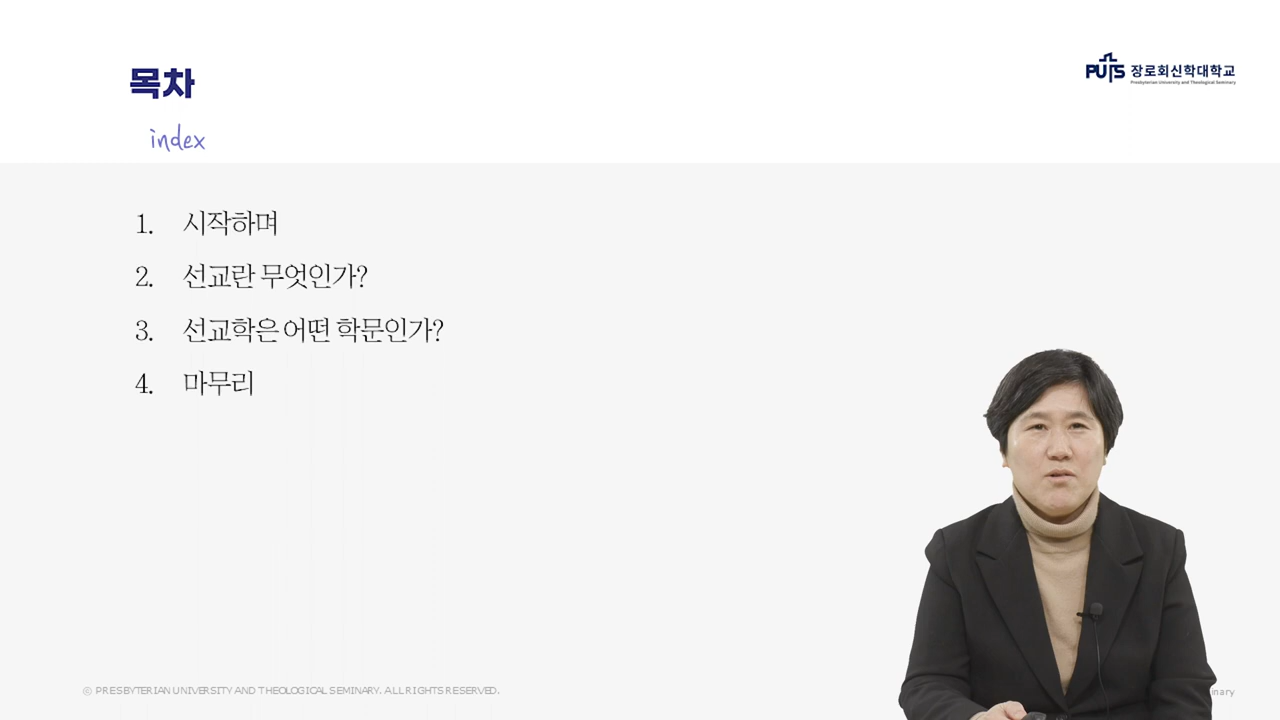 목차
index
PUTS 장로회신학대학교
Presbyterian University and Theological Seminary
1. 시작하며
2. 선교란 무엇인가?
3. 선교학은 어떤 학문인가?
4. 마무리
© PRESBYTERIAN UNIVERSITY AND THEOLOGICAL SEMINARY. ALL RIGHTS RESERVED.